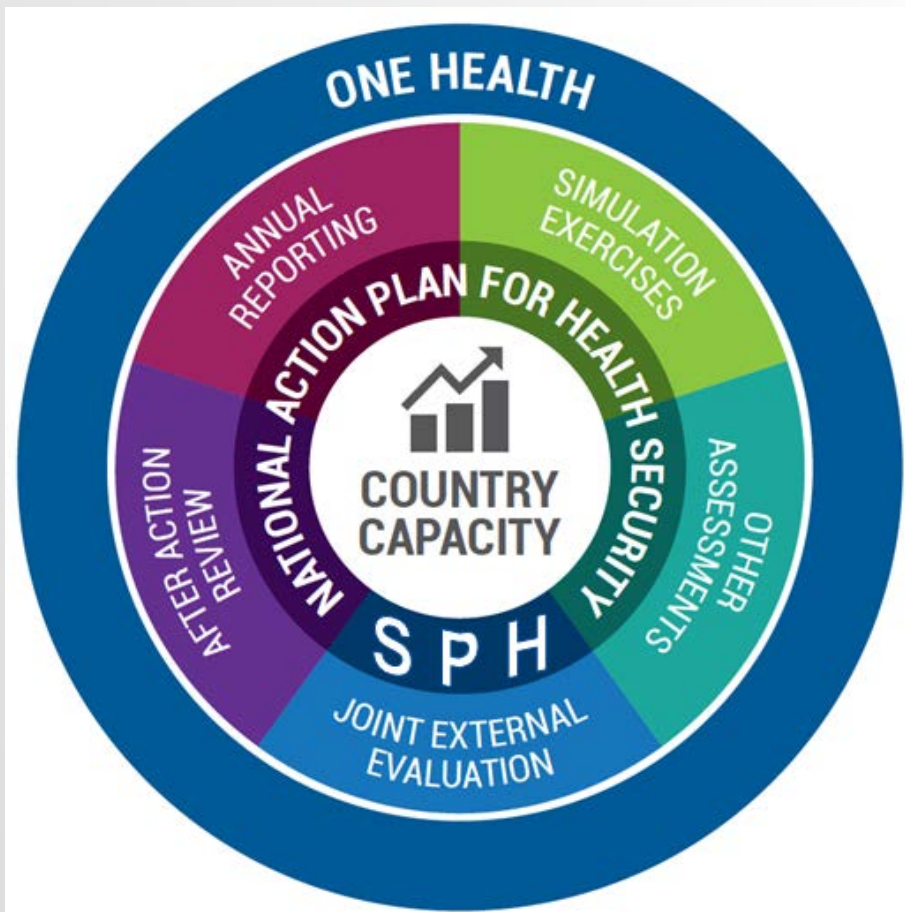 ONE HEALTH
ANNUAL
REPORTING
SIMULATION
EXERCISES
NATIONAL ACTION PLAN FOR HEALTH SECURITY
AFTER ACTION
REVIEW
COUNTRY
CAPACITY
OTHER
ASSESSMENTS
SPH
JOINT EXTERNAL
EVALUATION